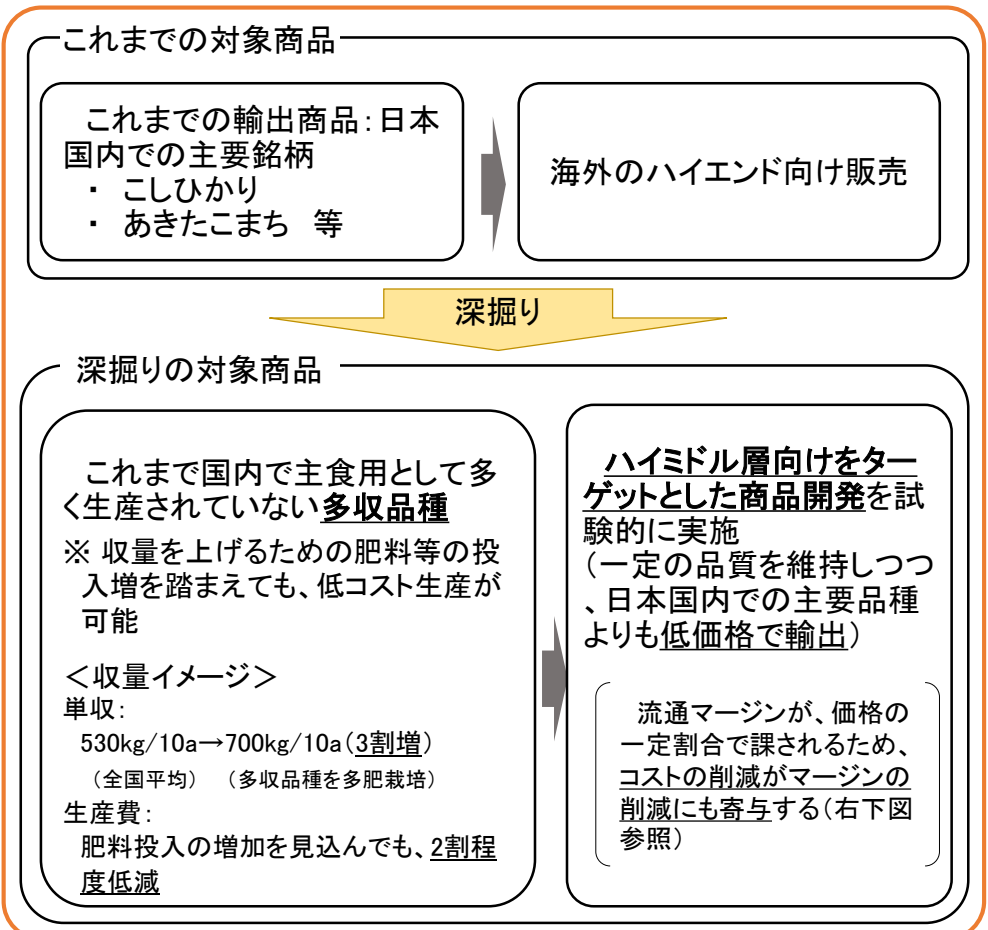 これまでの対象商品
これまでの輸出商品：日本
国内での主要銘柄
・ こしひかり
・ あきたこまち 等
海外のハイエンド向け販売
深掘り
深掘りの対象商品
これまで国内で主食用として多
く生産されていない多収品種
※ 収量を上げるための肥料等の投
入増を踏まえても、低コスト生産が
可能
＜収量イメージ＞
単収：
530kg/10a→700kg/10a（3割増）
（全国平均） （多収品種を多肥栽培）
生産費：
肥料投入の増加を見込んでも、2割程
度低減
ハイミドル層向けをター
ゲットとした商品開発を試
験的に実施
（一定の品質を維持しつつ
、日本国内での主要品種
よりも低価格で輸出）
流通マージンが、価格の
一定割合で課されるため、
コストの削減がマージンの
削減にも寄与する（右下図
参照）